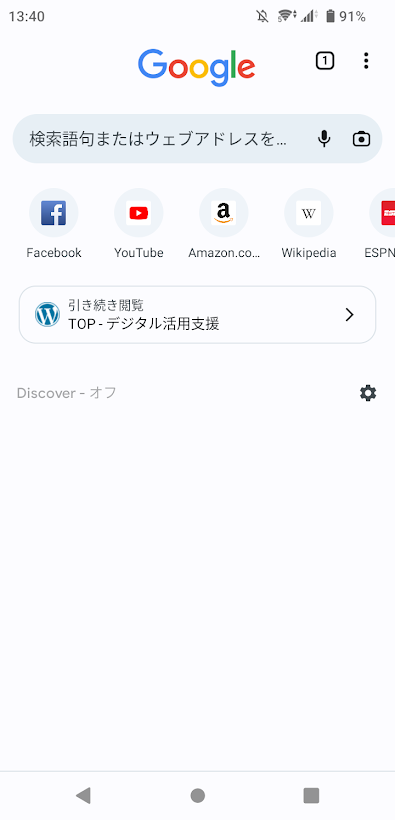 13:40
91%
Google
1
検索語句またはウェブアドレスを...
Facebook
YouTube
Amazon.co...
Wikipedia
ESPN
引き続き閲覧
TOP - デジタル活用支援
Discover - オフ